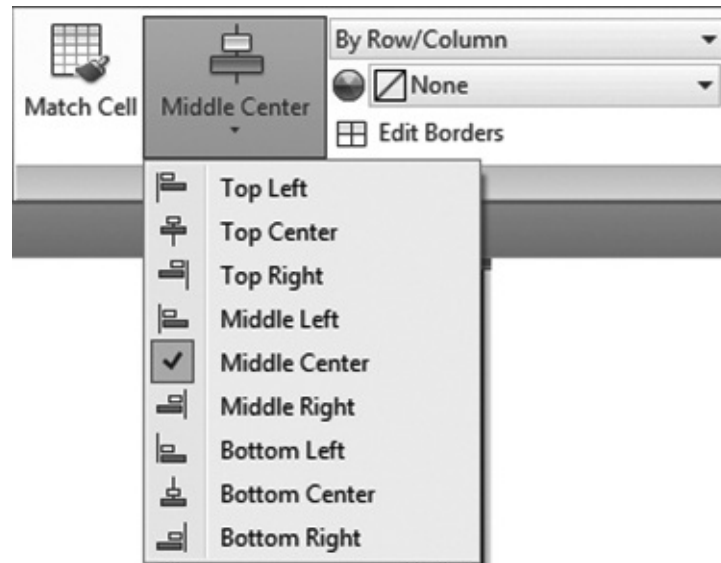 By Row/Column
None
Match Cell
Middle Center
Edit Borders
Top Left
Top Center
Top Right
Middle Left
Middle Center
Middle Right
Bottom Left
Bottom Center
Bottom Right